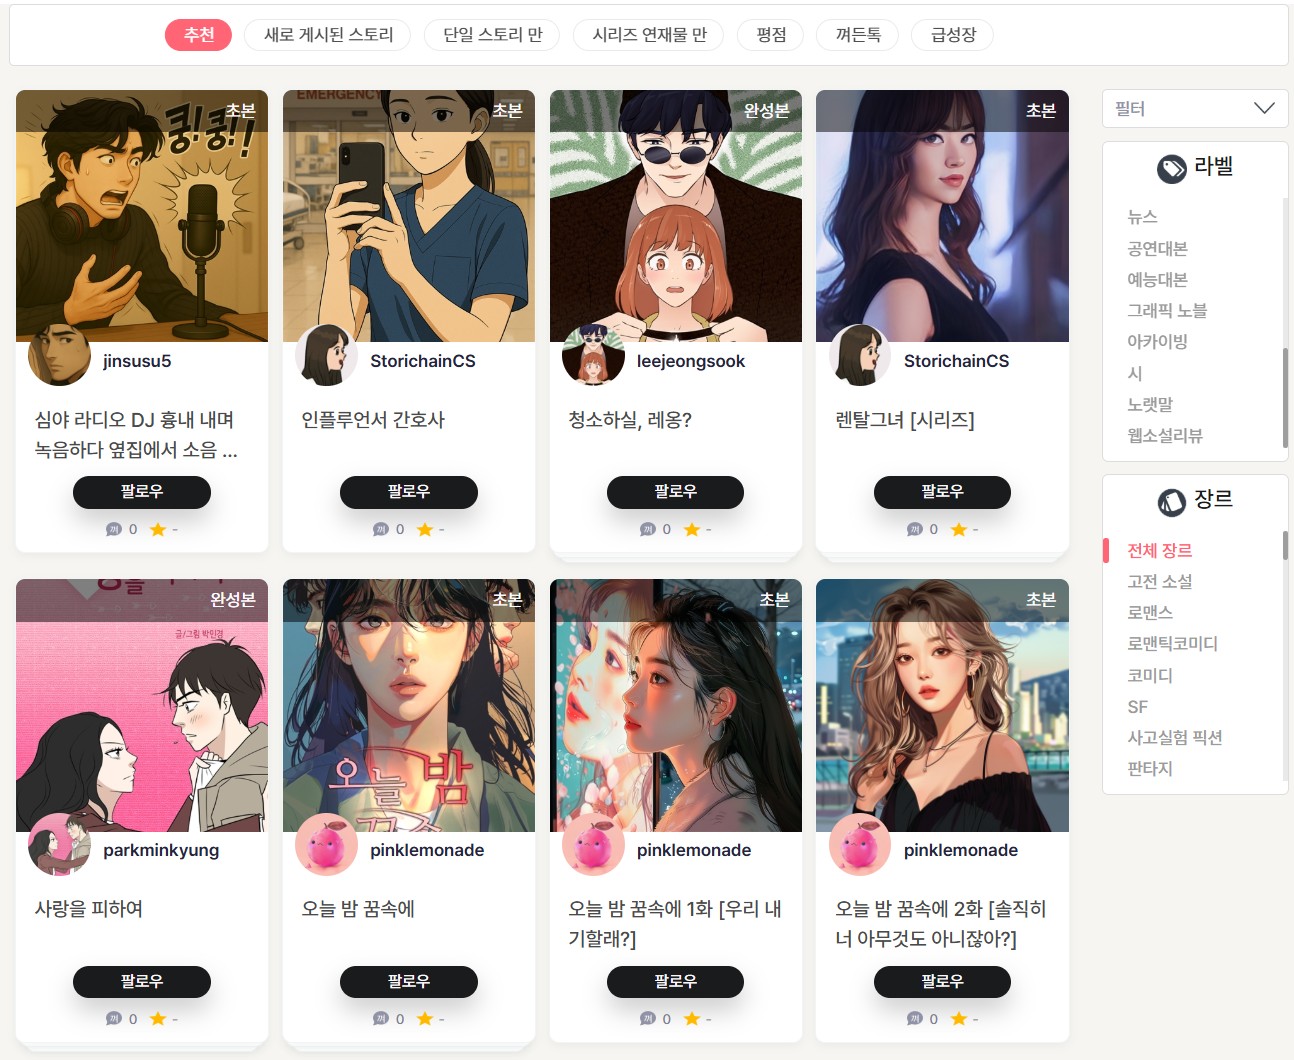 추천 새로 게시된 스토리 단일 스토리 만 시리즈 연재물 만 평점 꺼든톡 급성장
쿵!쿵!!
초본
EMERGENCY
초본
완성본
초본
jinsusu5
StorichainCS
leejeongsook
StorichainCS
심야 라디오 DJ 흉내 내며
녹음하다 옆집에서 소음 ...
인플루언서 간호사
청소하실, 레옹?
렌탈그녀 [시리즈]
팔로우
팔로우
팔로우
팔로우
꺼 0 -
꺼 0 -
꺼 0 -
꺼 0 -
완성본
글/그림 박민경
초본
오늘 밤
초본
초본
parkminkyung
pinklemonade
pinklemonade
pinklemonade
사랑을 피하여
오늘 밤 꿈속에
오늘 밤 꿈속에 1화 [우리 내
기할래?]
오늘 밤 꿈속에 2화 [솔직히
너 아무것도 아니잖아?]
팔로우
팔로우
팔로우
팔로우
꺼 0 -
꺼 0 -
꺼 0 -
꺼 0 -
필터
라벨
뉴스
공연대본
예능대본
그래픽 노블
아카이빙
시
노랫말
웹소설리뷰
장르
전체 장르
고전 소설
로맨스
로맨틱코미디
코미디
SF
사고실험 픽션
판타지